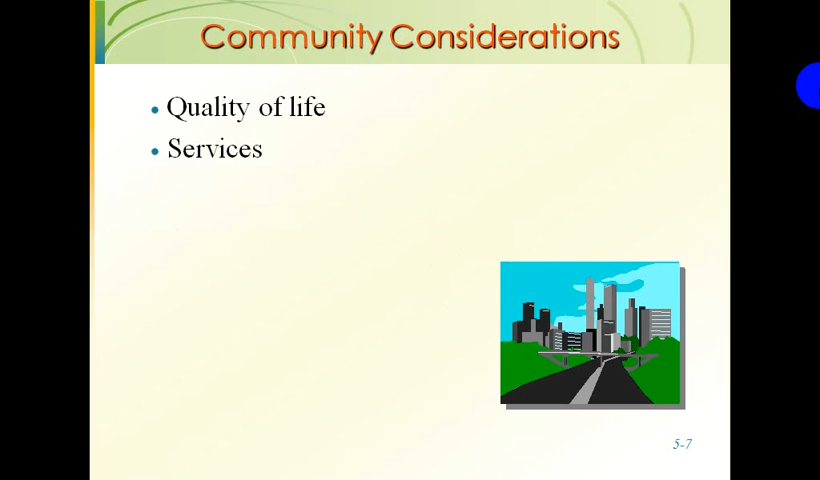 Community Considerations
• Quality of life
• Services
5-7